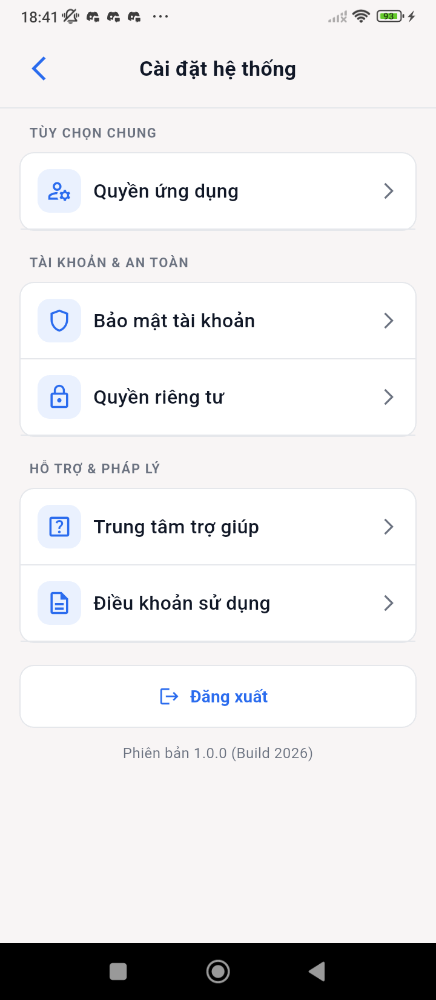 18:41
93
Cài đặt hệ thống
TÙY CHỌN CHUNG
Quyền ứng dụng
TÀI KHOẢN & AN TOÀN
Bảo mật tài khoản
Quyền riêng tư
HỖ TRỢ & PHÁP LÝ
Trung tâm trợ giúp
Điều khoản sử dụng
Đăng xuất
Phiên bản 1.0.0 (Build 2026)